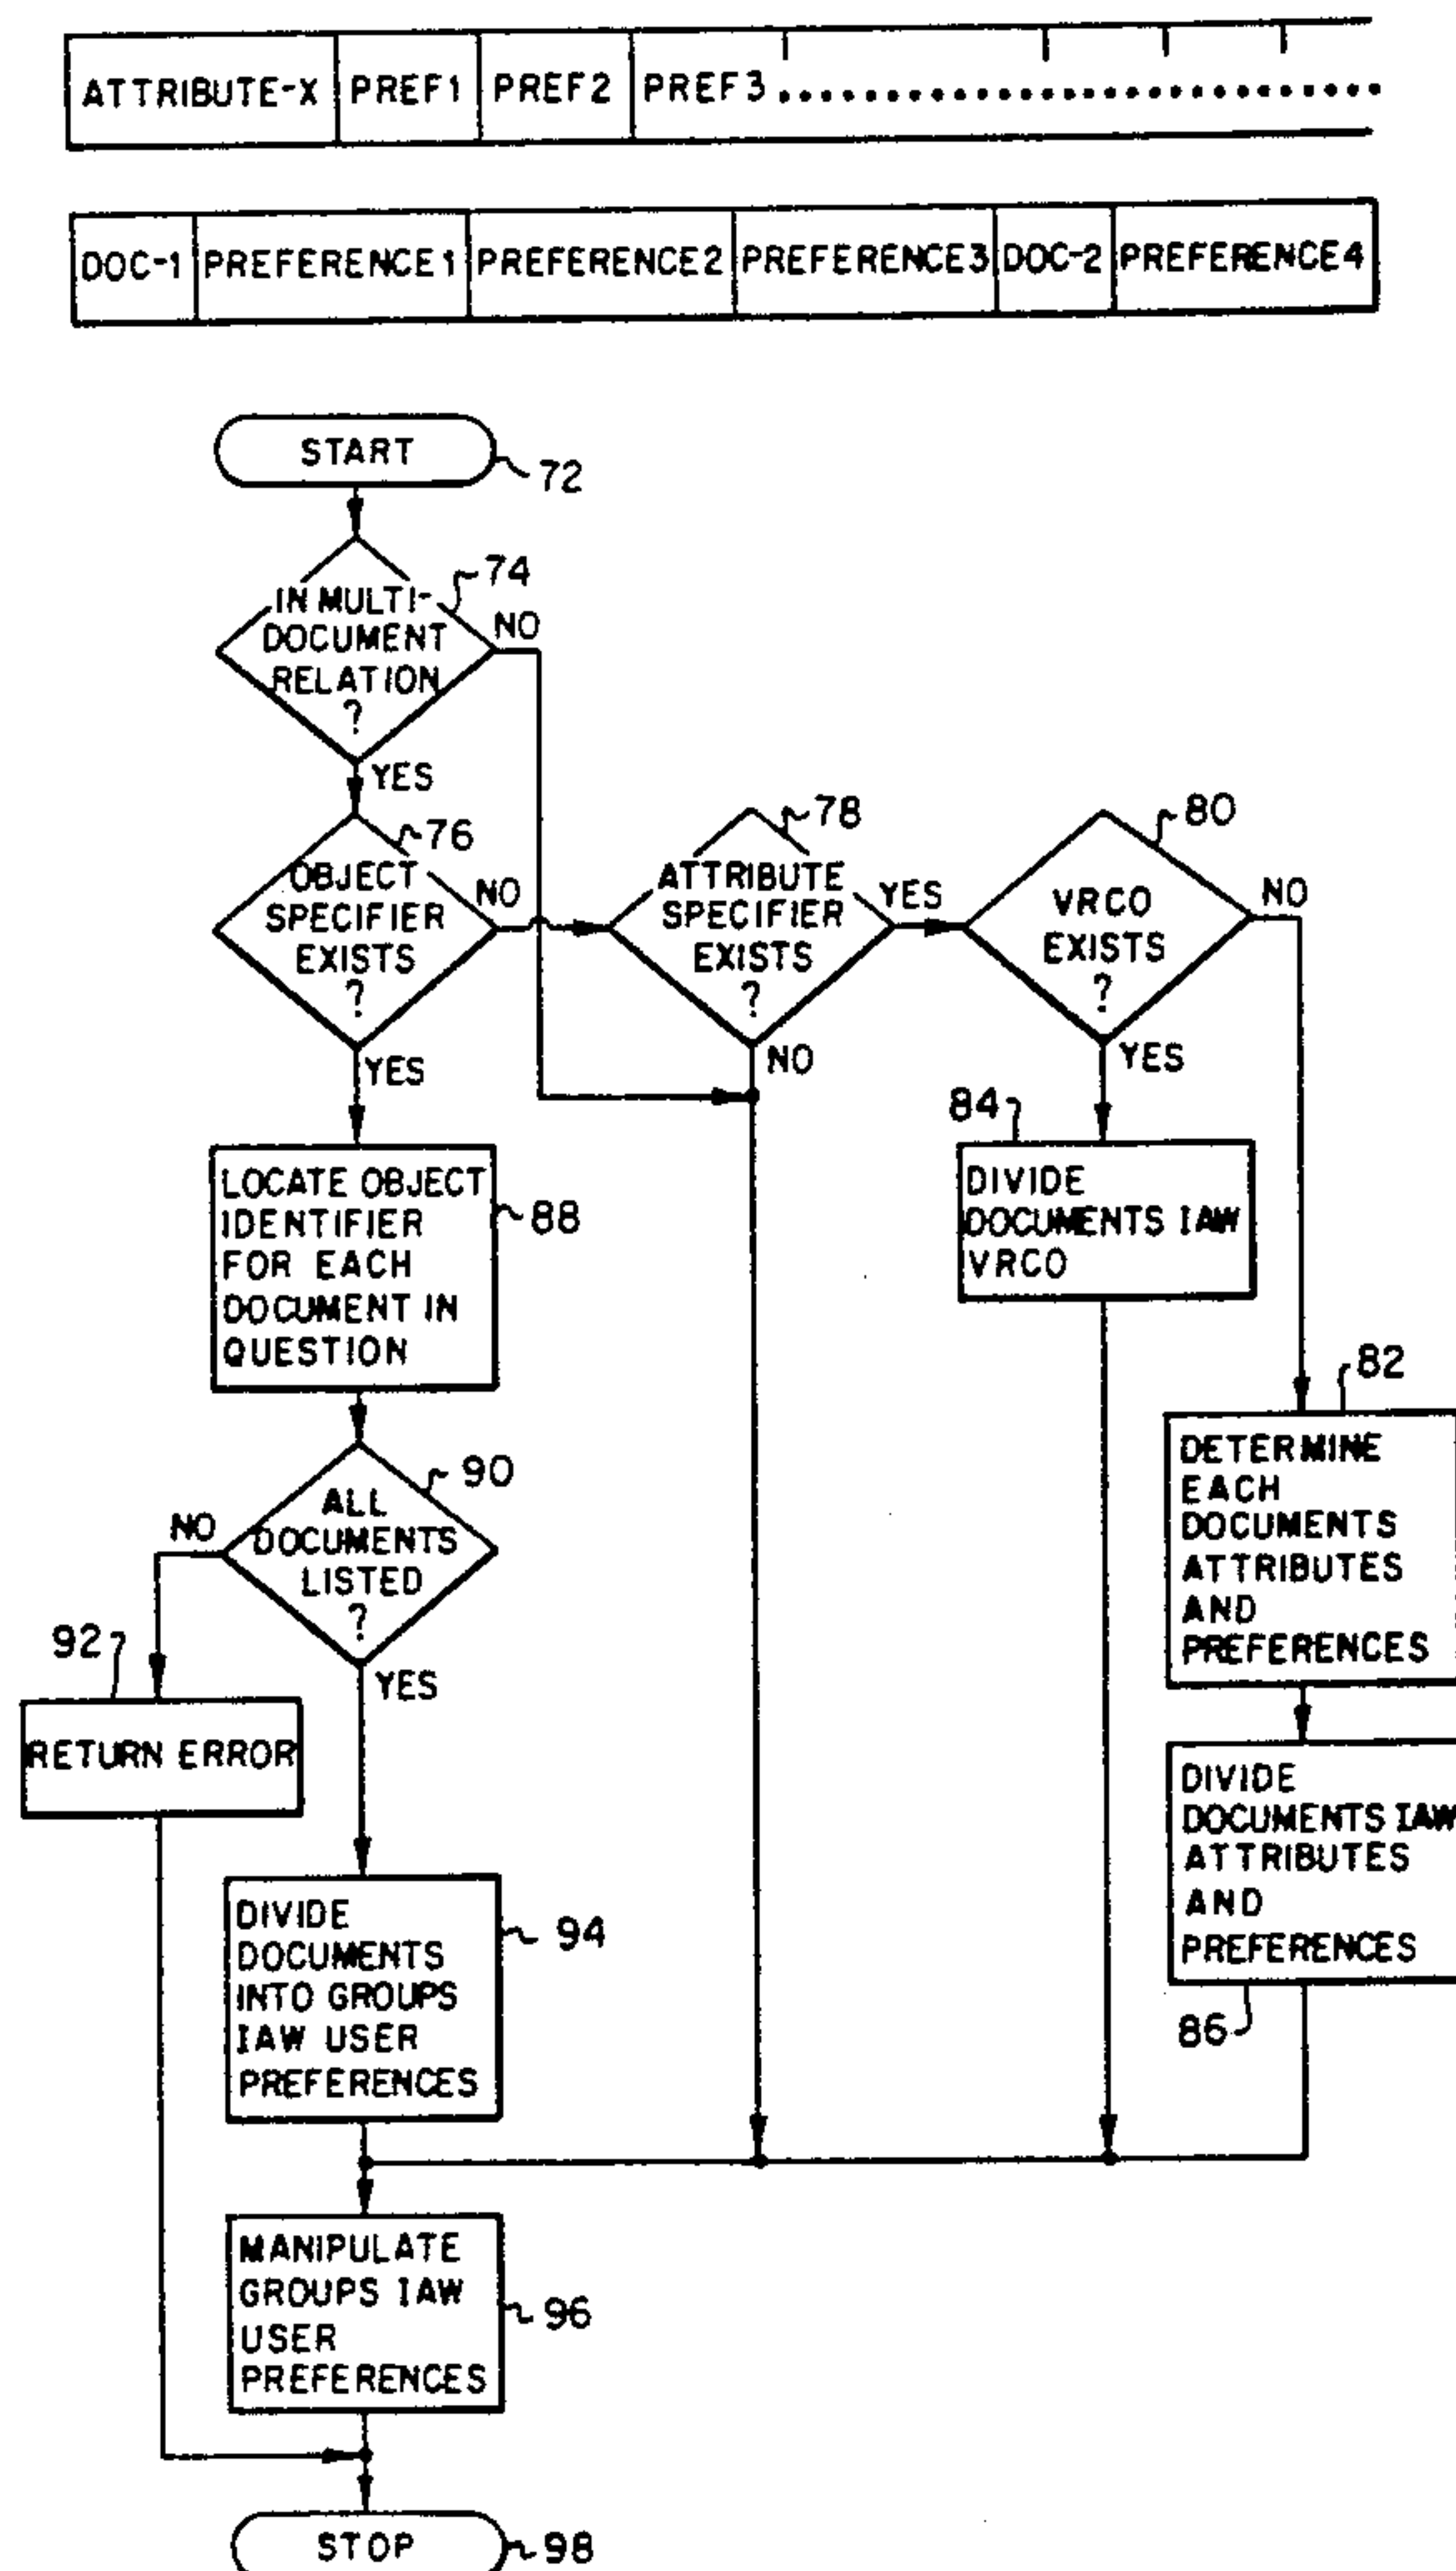 ATTRIBUTE-X PREF1 PREF2 PREF3..............................
DOC-1 PREFERENCE1 PREFERENCE2 PREFERENCE3 DOC-2 PREFERENCE4
START
72
IN MULTI-
DOCUMENT
RELATION
?
74
NO
YES
OBJECT
SPECIFIER
EXISTS
?
76
NO
YES
ATTRIBUTE
SPECIFIER
EXISTS
?
78
YES
NO
VRCO
EXISTS
?
80
NO
YES
84
DIVIDE
DOCUMENTS IAW
VRCO
LOCATE OBJECT
IDENTIFIER
FOR EACH
DOCUMENT IN
QUESTION
88
82
DETERMINE
EACH
DOCUMENTS
ATTRIBUTES
AND
PREFERENCES
ALL
DOCUMENTS
LISTED
?
90
NO
YES
92
RETURN ERROR
DIVIDE
DOCUMENTS IAW
ATTRIBUTES
AND
PREFERENCES
86
DIVIDE
DOCUMENTS
INTO GROUPS
IAW USER
PREFERENCES
94
MANIPULATE
GROUPS IAW
USER
PREFERENCES
96
STOP
98